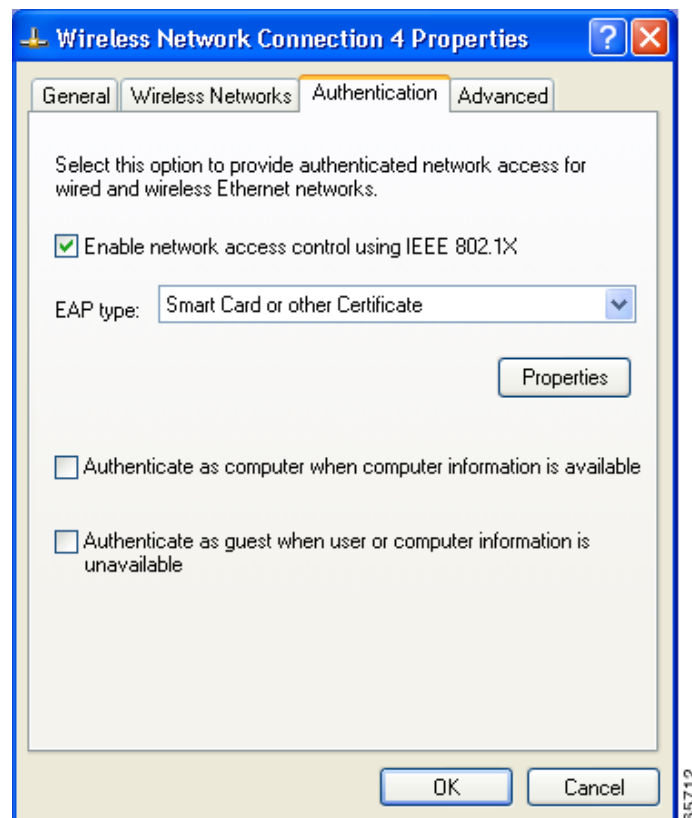 Wireless Network Connection 4 Properties
General Wireless Networks Authentication Advanced
Select this option to provide authenticated network access for
wired and wireless Ethernet networks.
Enable network access control using IEEE 802.1X
EAP type: Smart Card or other Certificate
Properties
Authenticate as computer when computer information is available
Authenticate as guest when user or computer information is
unavailable
OK Cancel